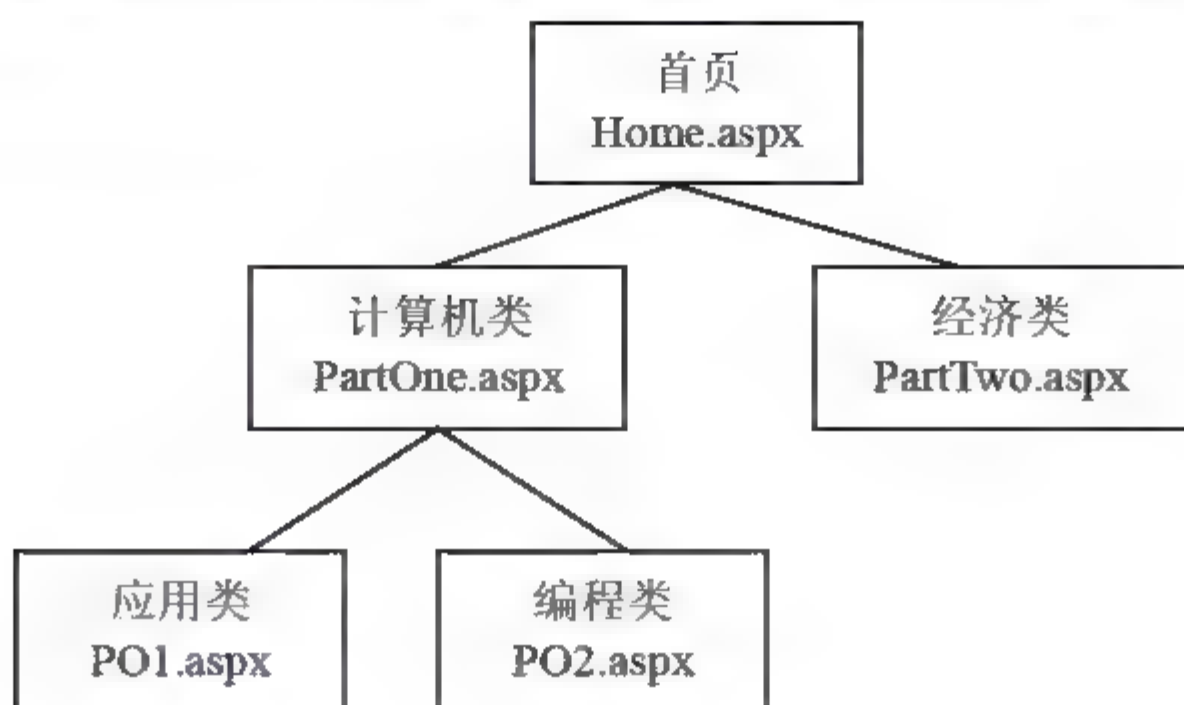 首页
Home.aspx
计算机类
PartOne.aspx
经济类
PartTwo.aspx
应用类
PO1.aspx
编程类
PO2.aspx